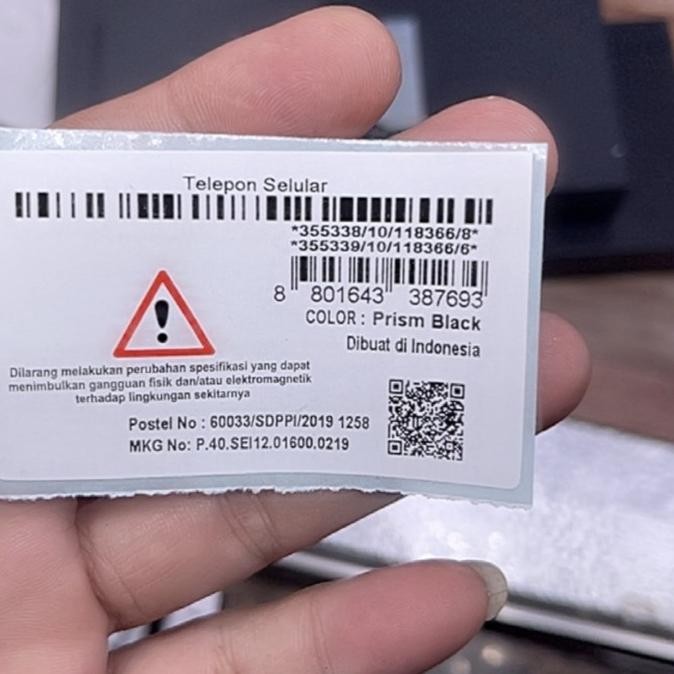 Telepon Selular
*355338/10/118366/8*
*355339/10/118366/6*
8 801643 387693
COLOR : Prism Black
Dibuat di Indonesia
Dilarang melakukan perubahan spesifikasi yang dapat
menimbulkan gangguan fisik dan/atau elektromagnetik
terhadap lingkungan sekitarnya
Postel No : 60033/SDPPI/2019 1258
MKG No: P.40.SEI12.01600.0219